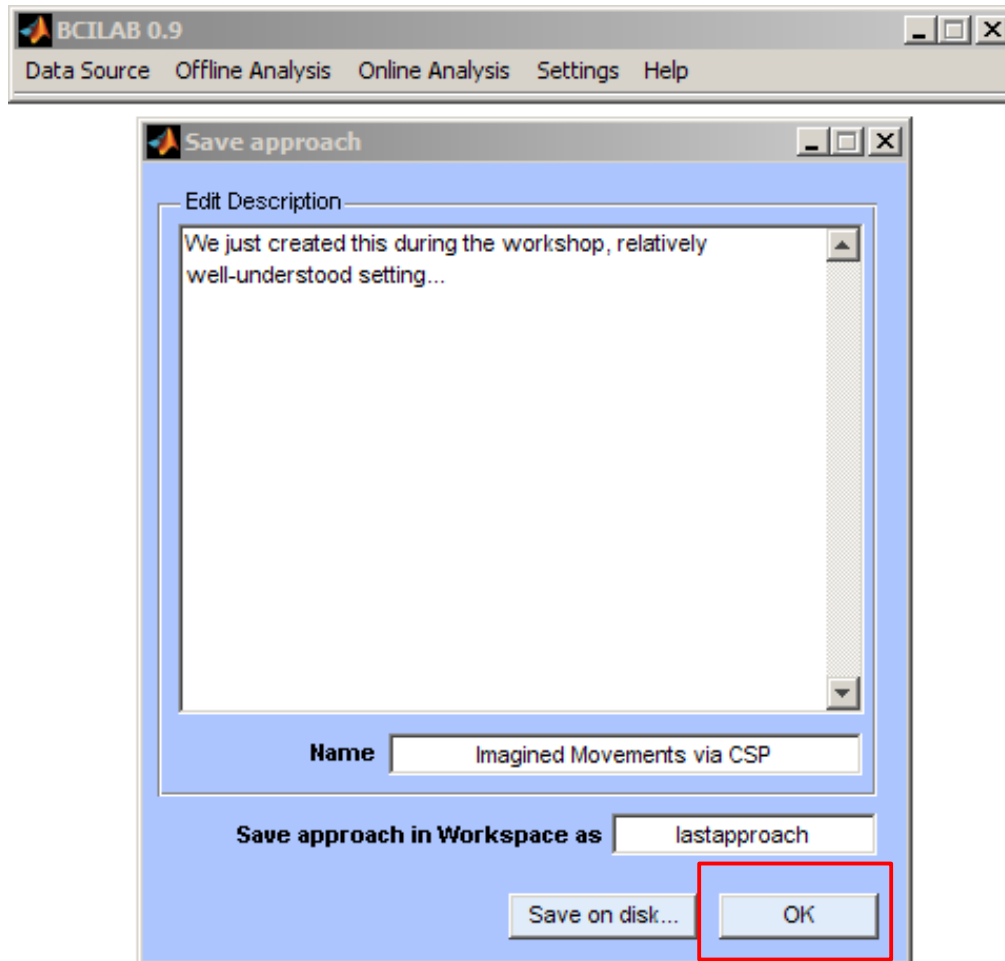 BCILAB 0.9
Data Source Offline Analysis Online Analysis Settings Help
Save approach
Edit Description
We just created this during the workshop, relatively
well-understood setting...
Name Imagined Movements via CSP
Save approach in Workspace as lastapproach
Save on disk... OK